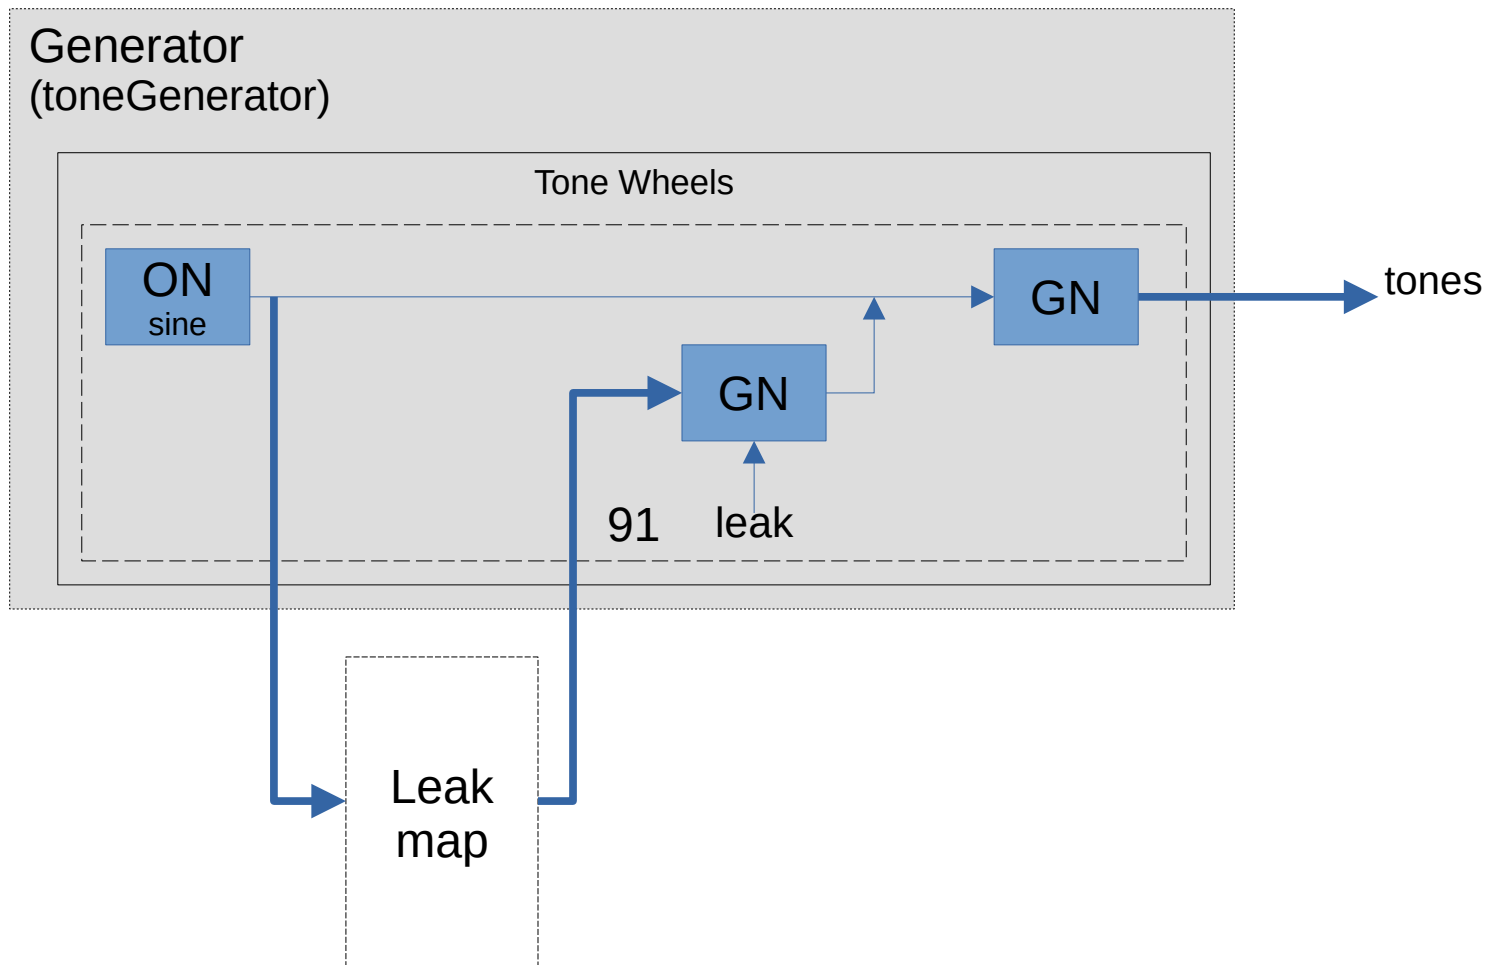 Generator
(toneGenerator)
Tone Wheels
ON
sine
GN
tones
GN
91
leak
Leak
map